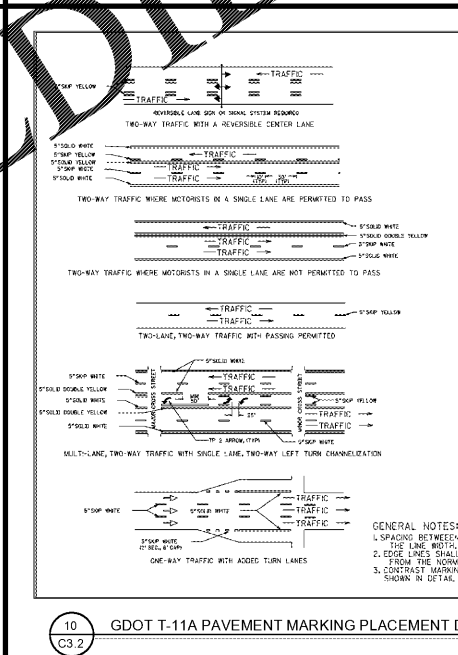 TRAFFIC
5"SKIP YELLOW
TRAFFIC
REVERSIBLE LANE SIGN OR SIGNAL SYSTEM REQUIRED
TWO-WAY TRAFFIC WITH A REVERSIBLE CENTER LANE
5"SOLID WHITE
5"SKIP YELLOW
5"SOLID YELLOW
5"SKIP WHITE
5"SOLID WHITE
TRAFFIC
TRAFFIC
(TYP) (TYP)
TWO-WAY TRAFFIC WHERE MOTORISTS IN A SINGLE LANE ARE PERMITTED TO PASS
TRAFFIC
TRAFFIC
TRAFFIC
5"SOLID WHITE
5"SOLID DOUBLE YELLOW
5"SKIP WHITE
5"SOLID WHITE
TWO-WAY TRAFFIC WHERE MOTORISTS IN A SINGLE LANE ARE NOT PERMITTED TO PASS
TRAFFIC
TRAFFIC
5"SKIP YELLOW
TWO-LANE, TWO-WAY TRAFFIC WITH PASSING PERMITTED
5"SOLID WHITE
5"SKIP WHITE
5"SOLID DOUBLE YELLOW
5"SOLID WHITE
5"SOLID DOUBLE YELLOW
5"SOLID WHITE
MINOR CROSS STREET
TRAFFIC
TRAFFIC
MINOR CROSS STREET
5"SKIP YELLOW
TRAFFIC
TRAFFIC
TP 2 ARROW, (TYP)
5"SKIP WHITE
MULTI-LANE, TWO-WAY TRAFFIC WITH SINGLE LANE, TWO-WAY LEFT TURN CHANNELIZATION
5"SKIP WHITE
5"SOLID WHITE
TRAFFIC
TRAFFIC
TRAFFIC
5"SKIP WHITE
(2' SEG., 6' GAP)
ONE-WAY TRAFFIC WITH ADDED TURN LANES
GENERAL NOTES:
1. SPACING BETWEEN
THE LINE WIDTH.
2. EDGE LINES SHALL
FROM THE NORM
3. CONTRAST MARKIN
SHOWN IN DETAIL
10
C3.2
GDOT T-11A PAVEMENT MARKING PLACEMENT D